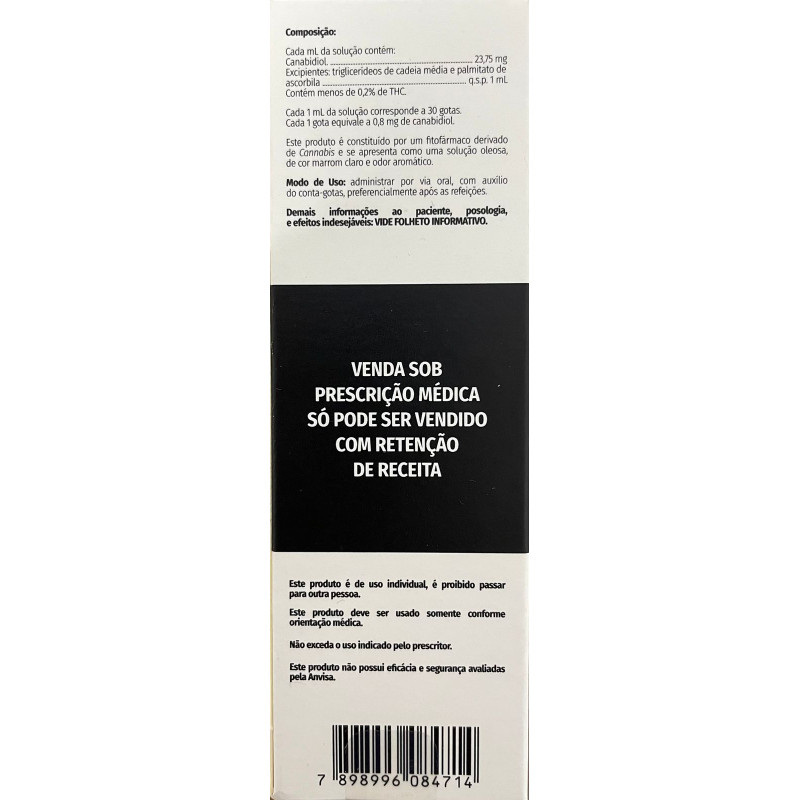 Composição:
Cada mL da solução contém:
Canabidiol. ........................................................ 23,75 mg
Excipientes: triglicerídeos de cadeia média e palmitato de
ascorbila ........................................................ q.s.p. 1 mL
Contém menos de 0,2% de THC.
Cada 1 mL da solução corresponde a 30 gotas.
Cada 1 gota equivale a 0,8 mg de canabidiol.
Este produto é constituído por um fitofármaco derivado
de Cannabis e se apresenta como uma solução oleosa,
de cor marrom claro e odor aromático.
Modo de Uso: administrar por via oral, com auxílio
do conta-gotas, preferencialmente após as refeições.
Demais informações ao paciente, posologia,
e efeitos indesejáveis: VIDE FOLHETO INFORMATIVO.
VENDA SOB
PRESCRIÇÃO MÉDICA
SÓ PODE SER VENDIDO
COM RETENÇÃO
DE RECEITA
Este produto é de uso individual, é proibido passar
para outra pessoa.
Este produto deve ser usado somente conforme
orientação médica.
Não exceda o uso indicado pelo prescritor.
Este produto não possui eficácia e segurança avaliadas
pela Anvisa.
7 898996 084714